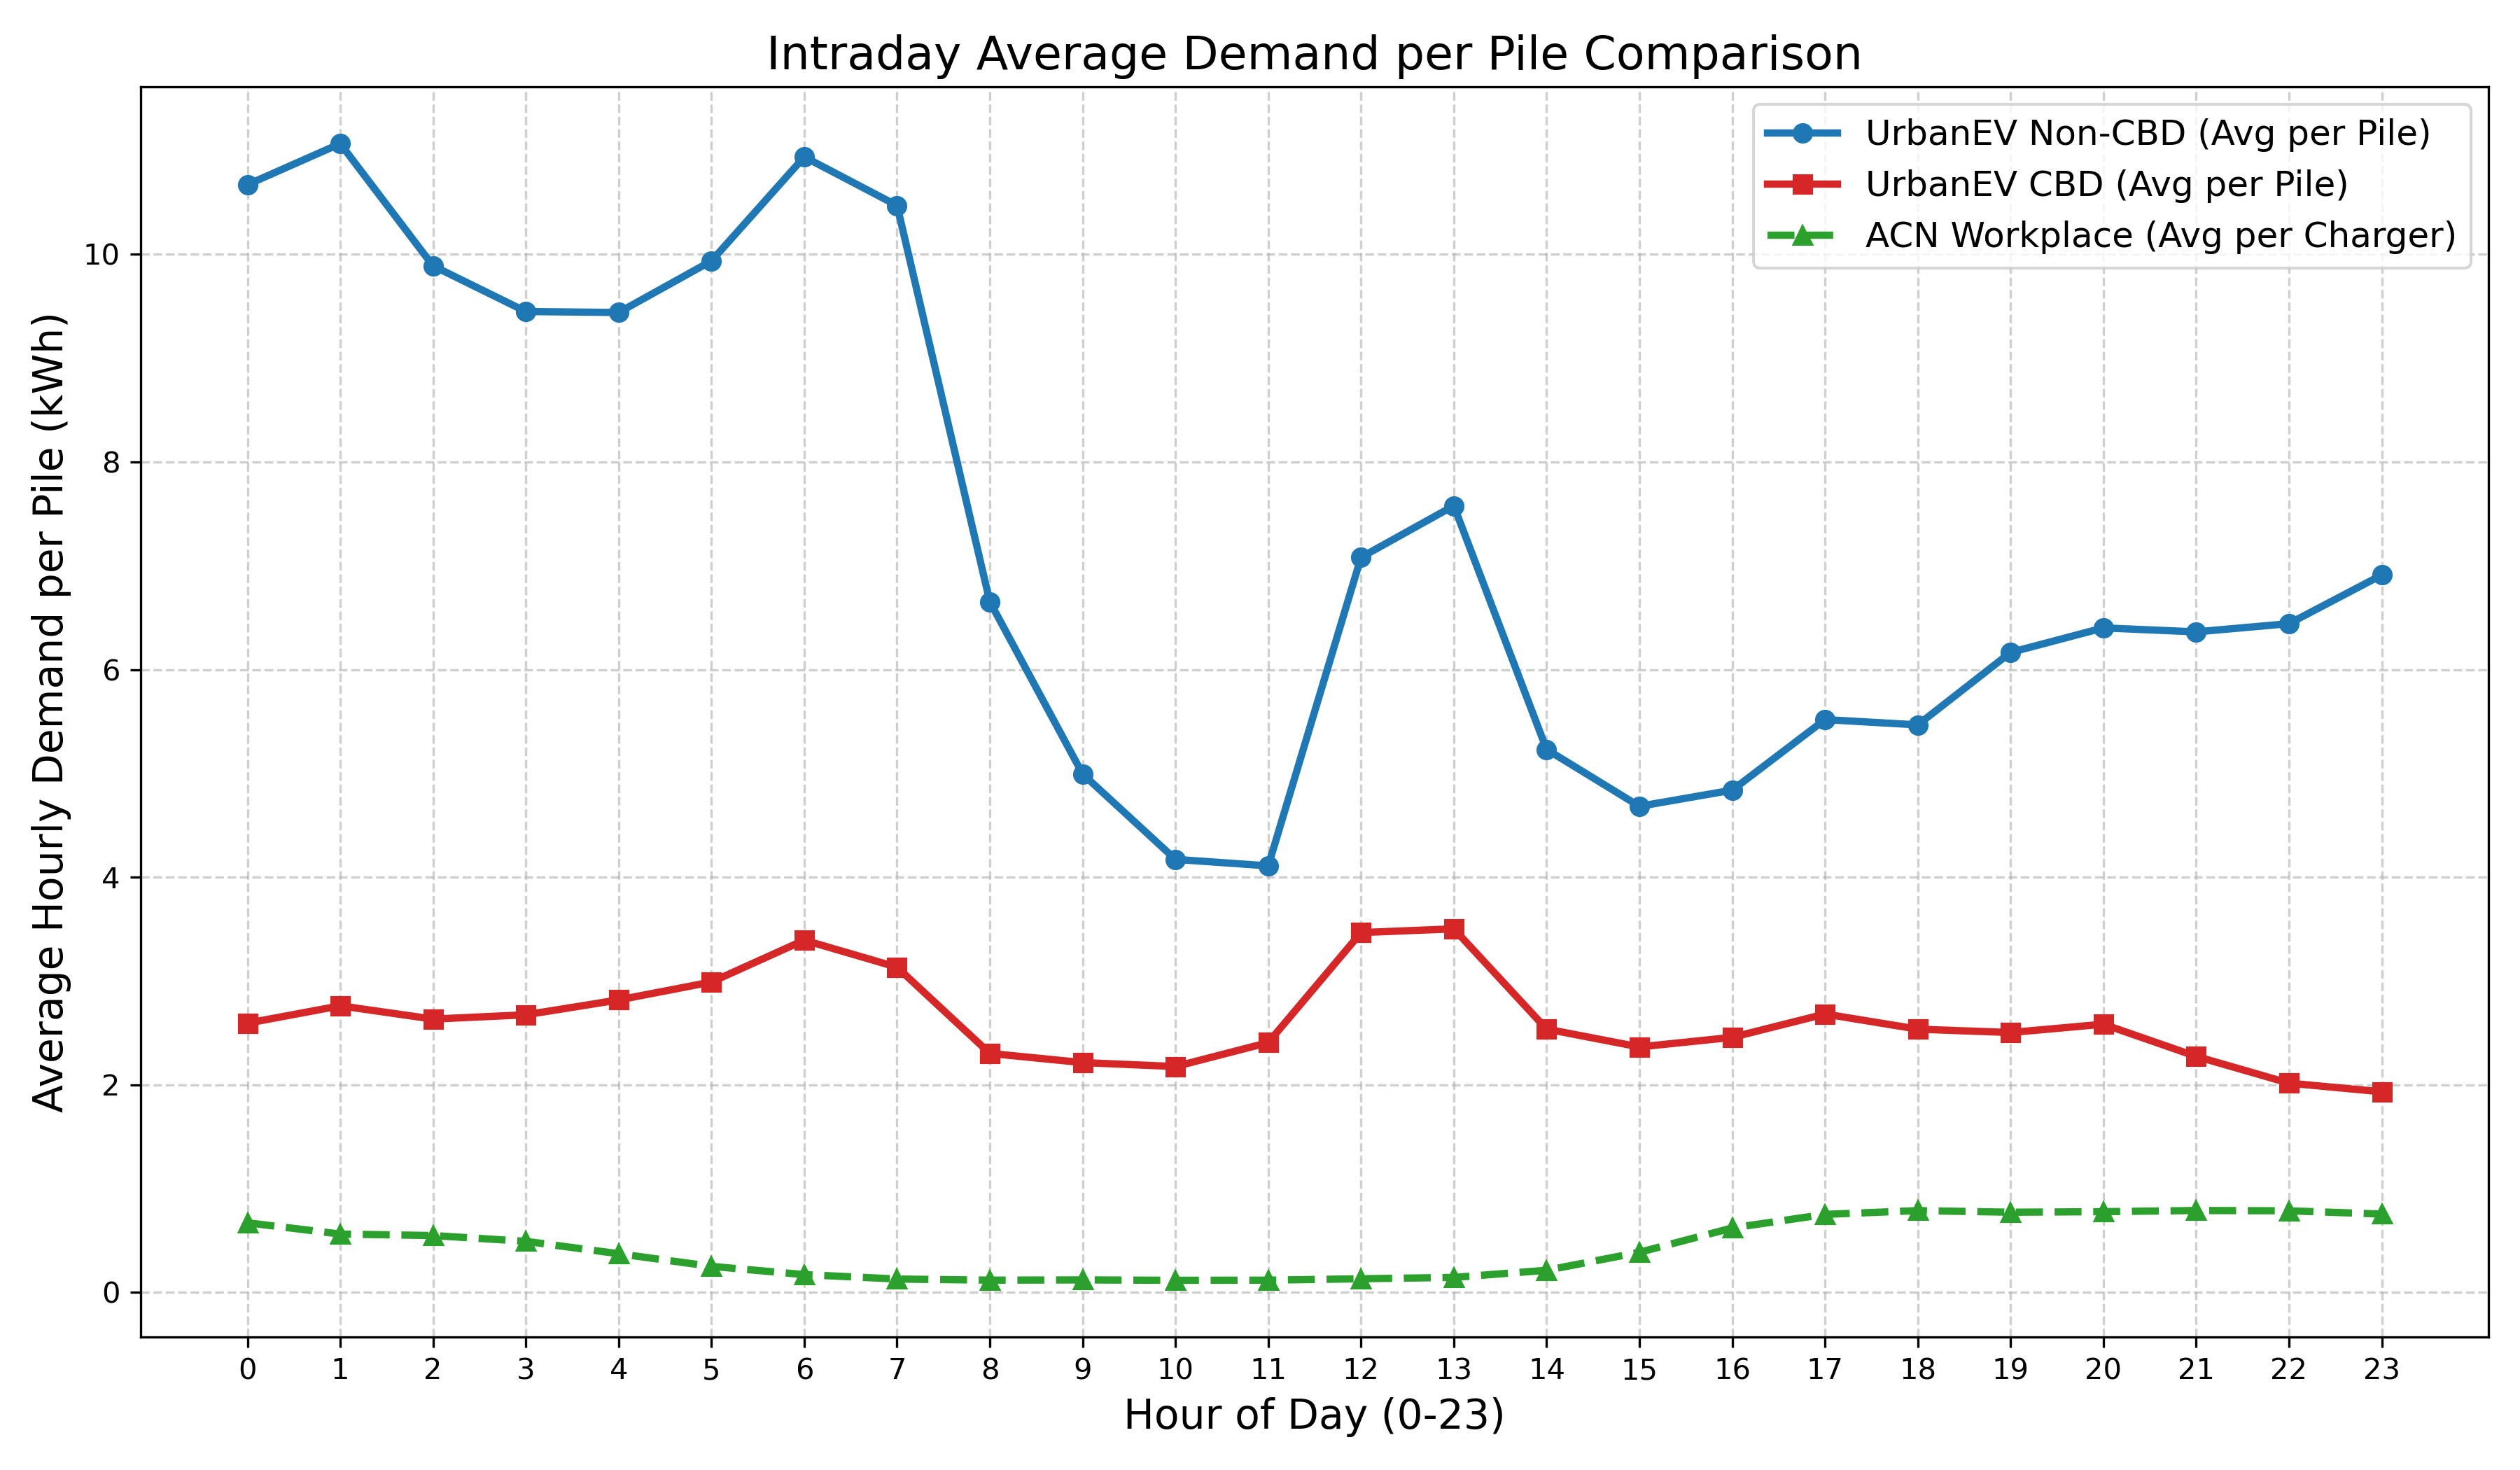 Intraday Average Demand per Pile Comparison
UrbanEV Non-CBD (Avg per Pile)
UrbanEV CBD (Avg per Pile)
ACN Workplace (Avg per Charger)
Average Hourly Demand per Pile (kWh)
10
8
6
4
2
0
0 1 2 3 4 5 6 7 8 9 10 11 12 13 14 15 16 17 18 19 20 21 22 23
Hour of Day (0-23)